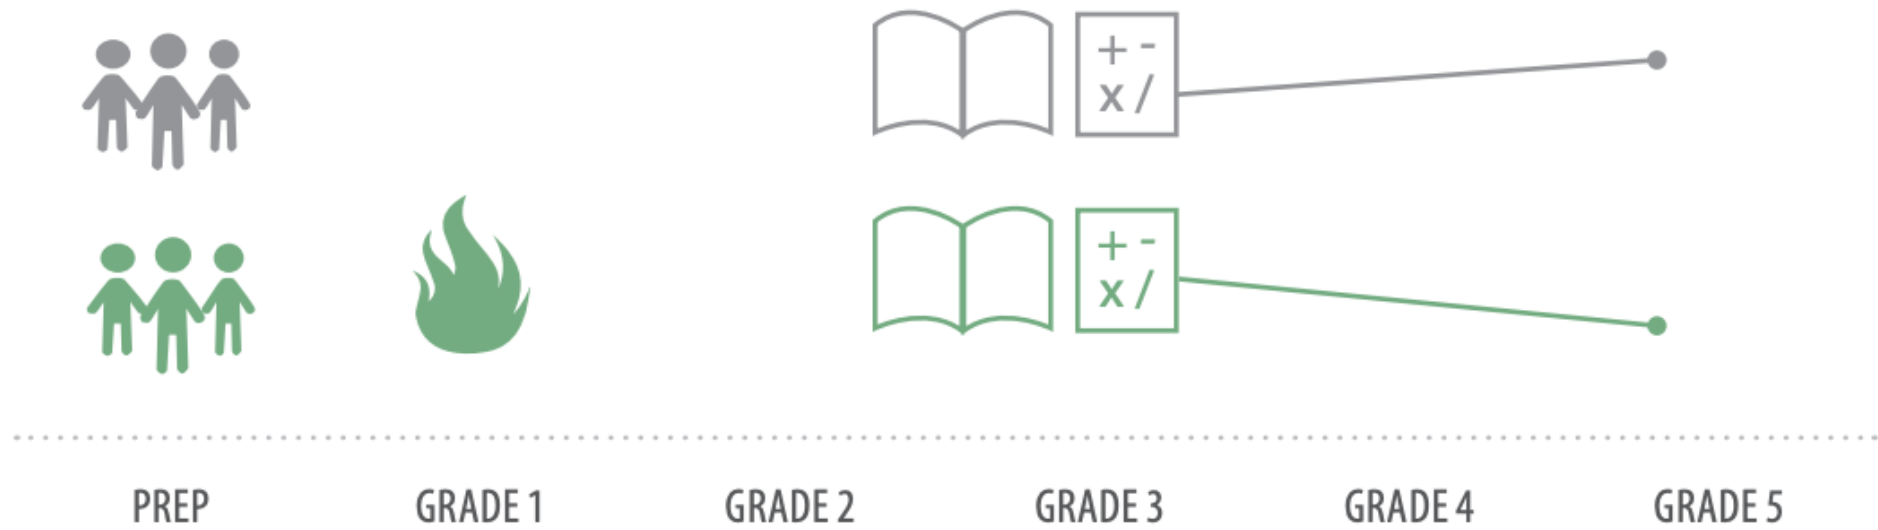 + -
x /
+ -
x /
PREP GRADE 1 GRADE 2 GRADE 3 GRADE 4 GRADE 5